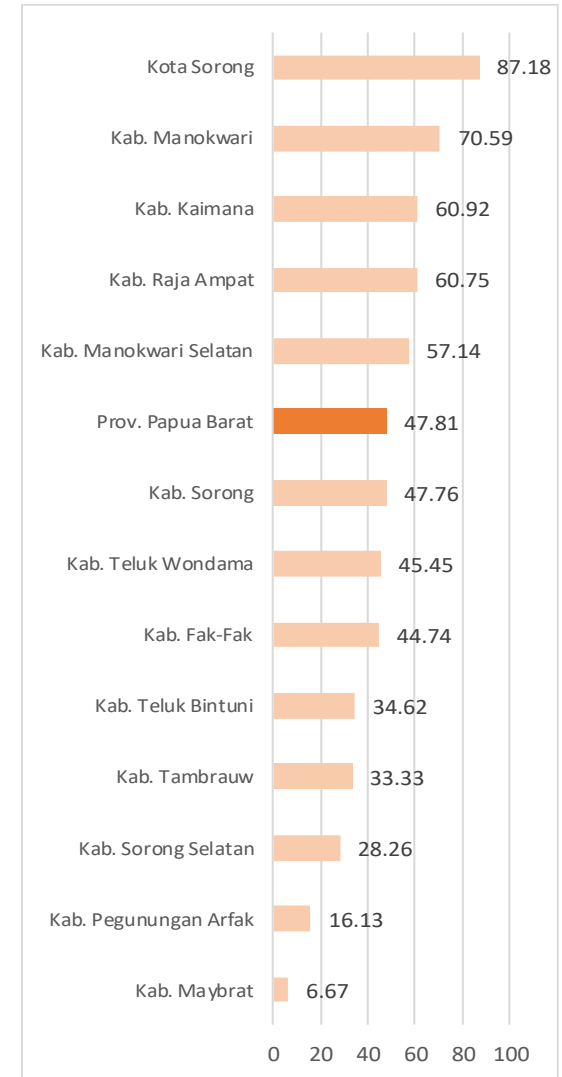 Kota Sorong 87.18
Kab. Manokwari 70.59
Kab. Kaimana 60.92
Kab. Raja Ampat 60.75
Kab. Manokwari Selatan 57.14
Prov. Papua Barat 47.81
Kab. Sorong 47.76
Kab. Teluk Wondama 45.45
Kab. Fak-Fak 44.74
Kab. Teluk Bintuni 34.62
Kab. Tambrauw 33.33
Kab. Sorong Selatan 28.26
Kab. Pegunungan Arfak 16.13
Kab. Maybrat 6.67
0 20 40 60 80 100